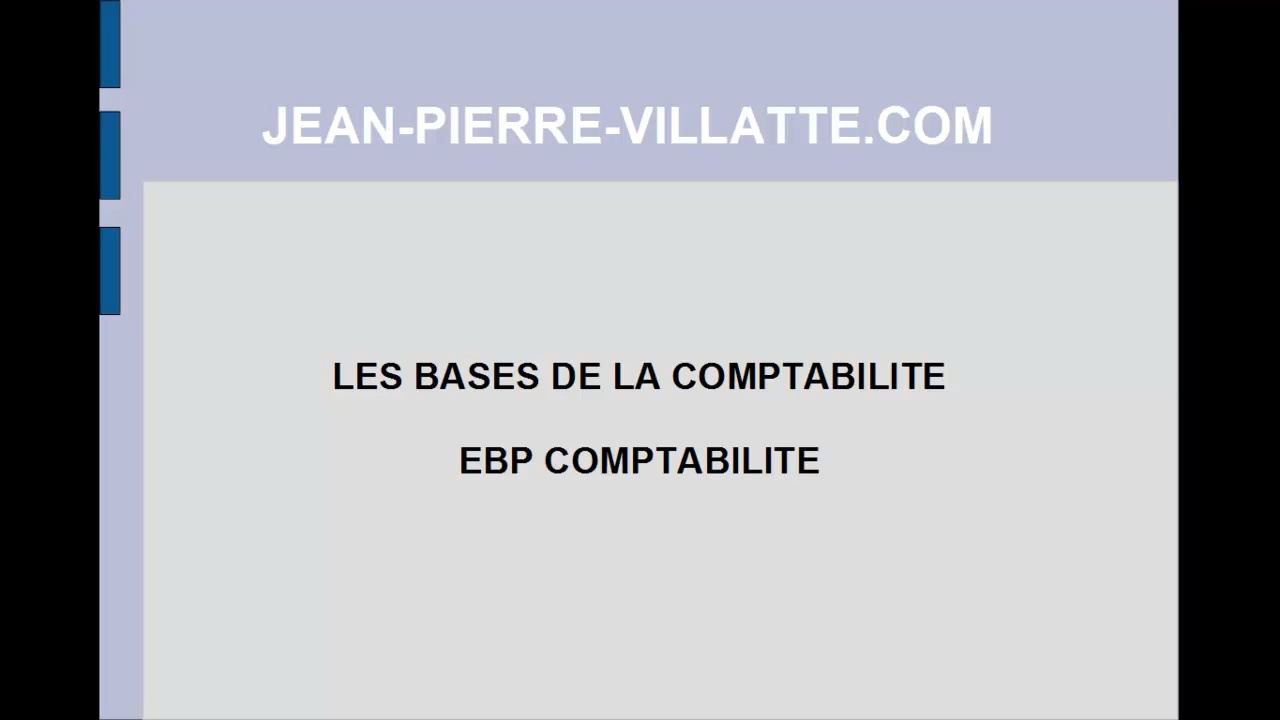 JEAN-PIERRE-VILLATTE.COM
LES BASES DE LA COMPTABILITE
EBP COMPTABILITE